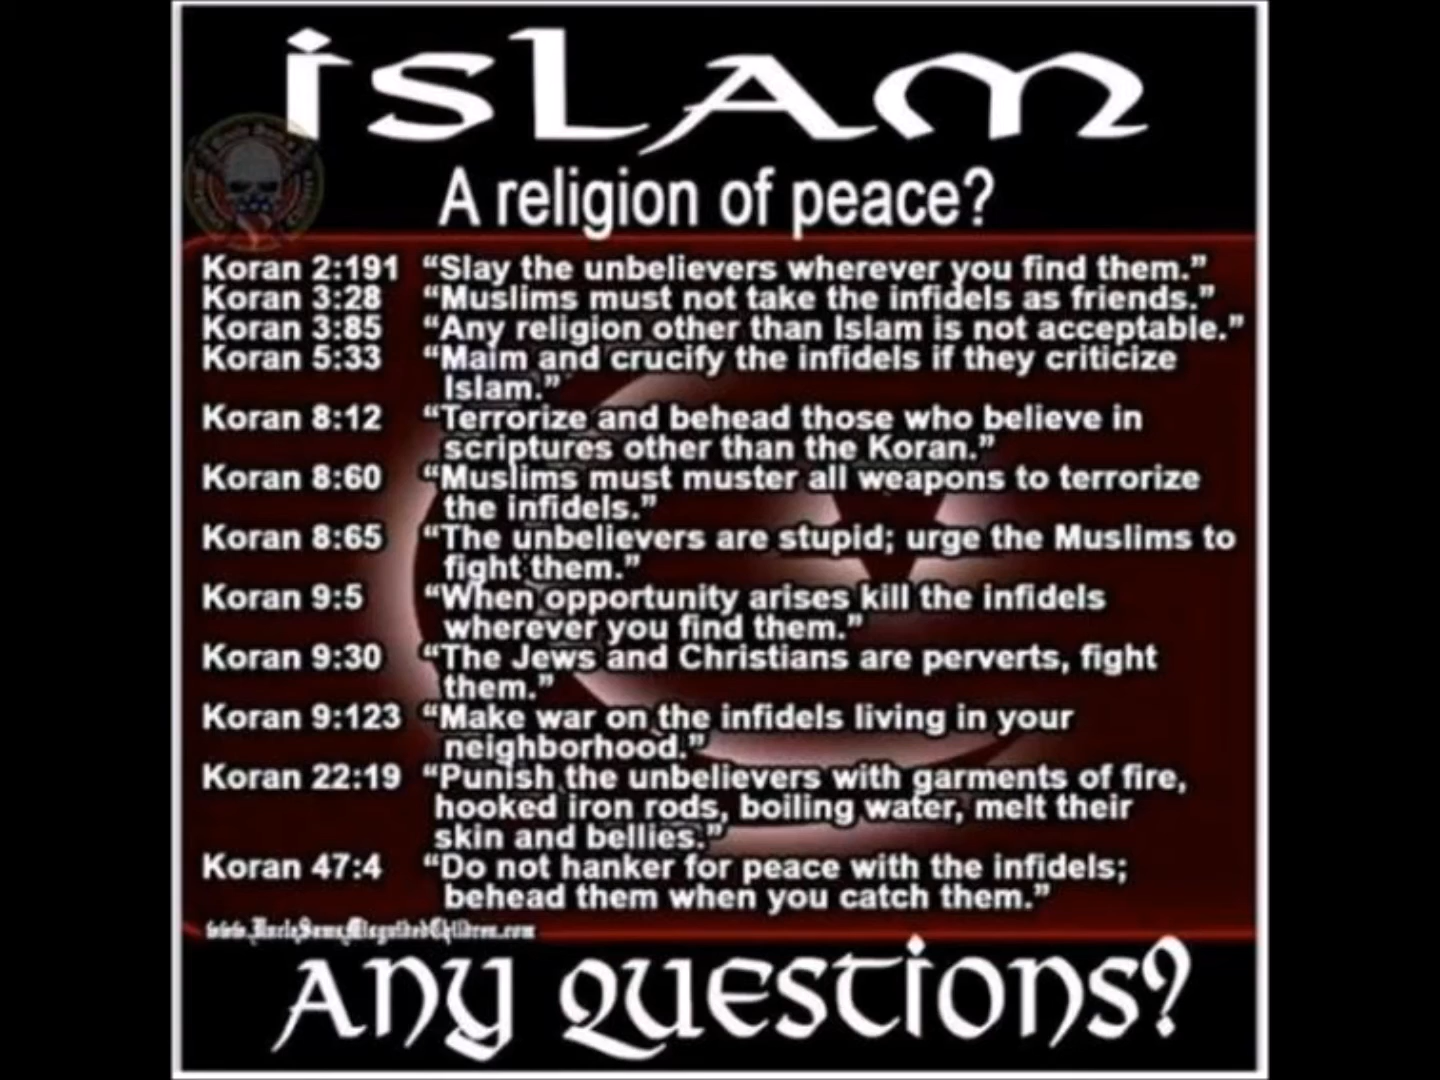 iSLAM
A religion of peace?
Koran 2:191 “Slay the unbelievers wherever you find them.”
Koran 3:28 “Muslims must not take the infidels as friends.”
Koran 3:85 “Any religion other than Islam is not acceptable.”
Koran 5:33 “Maim and crucify the infidels if they criticize
Islam.”
Koran 8:12 “Terrorize and behead those who believe in
scriptures other than the Koran.”
Koran 8:60 “Muslims must muster all weapons to terrorize
the infidels.”
Koran 8:65 “The unbelievers are stupid; urge the Muslims to
fight them.”
Koran 9:5 “When opportunity arises kill the infidels
wherever you find them.”
Koran 9:30 “The Jews and Christians are perverts, fight
them.”
Koran 9:123 “Make war on the infidels living in your
neighborhood.”
Koran 22:19 “Punish the unbelievers with garments of fire,
hooked iron rods, boiling water, melt their
skin and bellies.”
Koran 47:4 “Do not hanker for peace with the infidels;
behead them when you catch them.”
www.UncleSamsMisguidedChildren.com
ANY QUESTiONS?